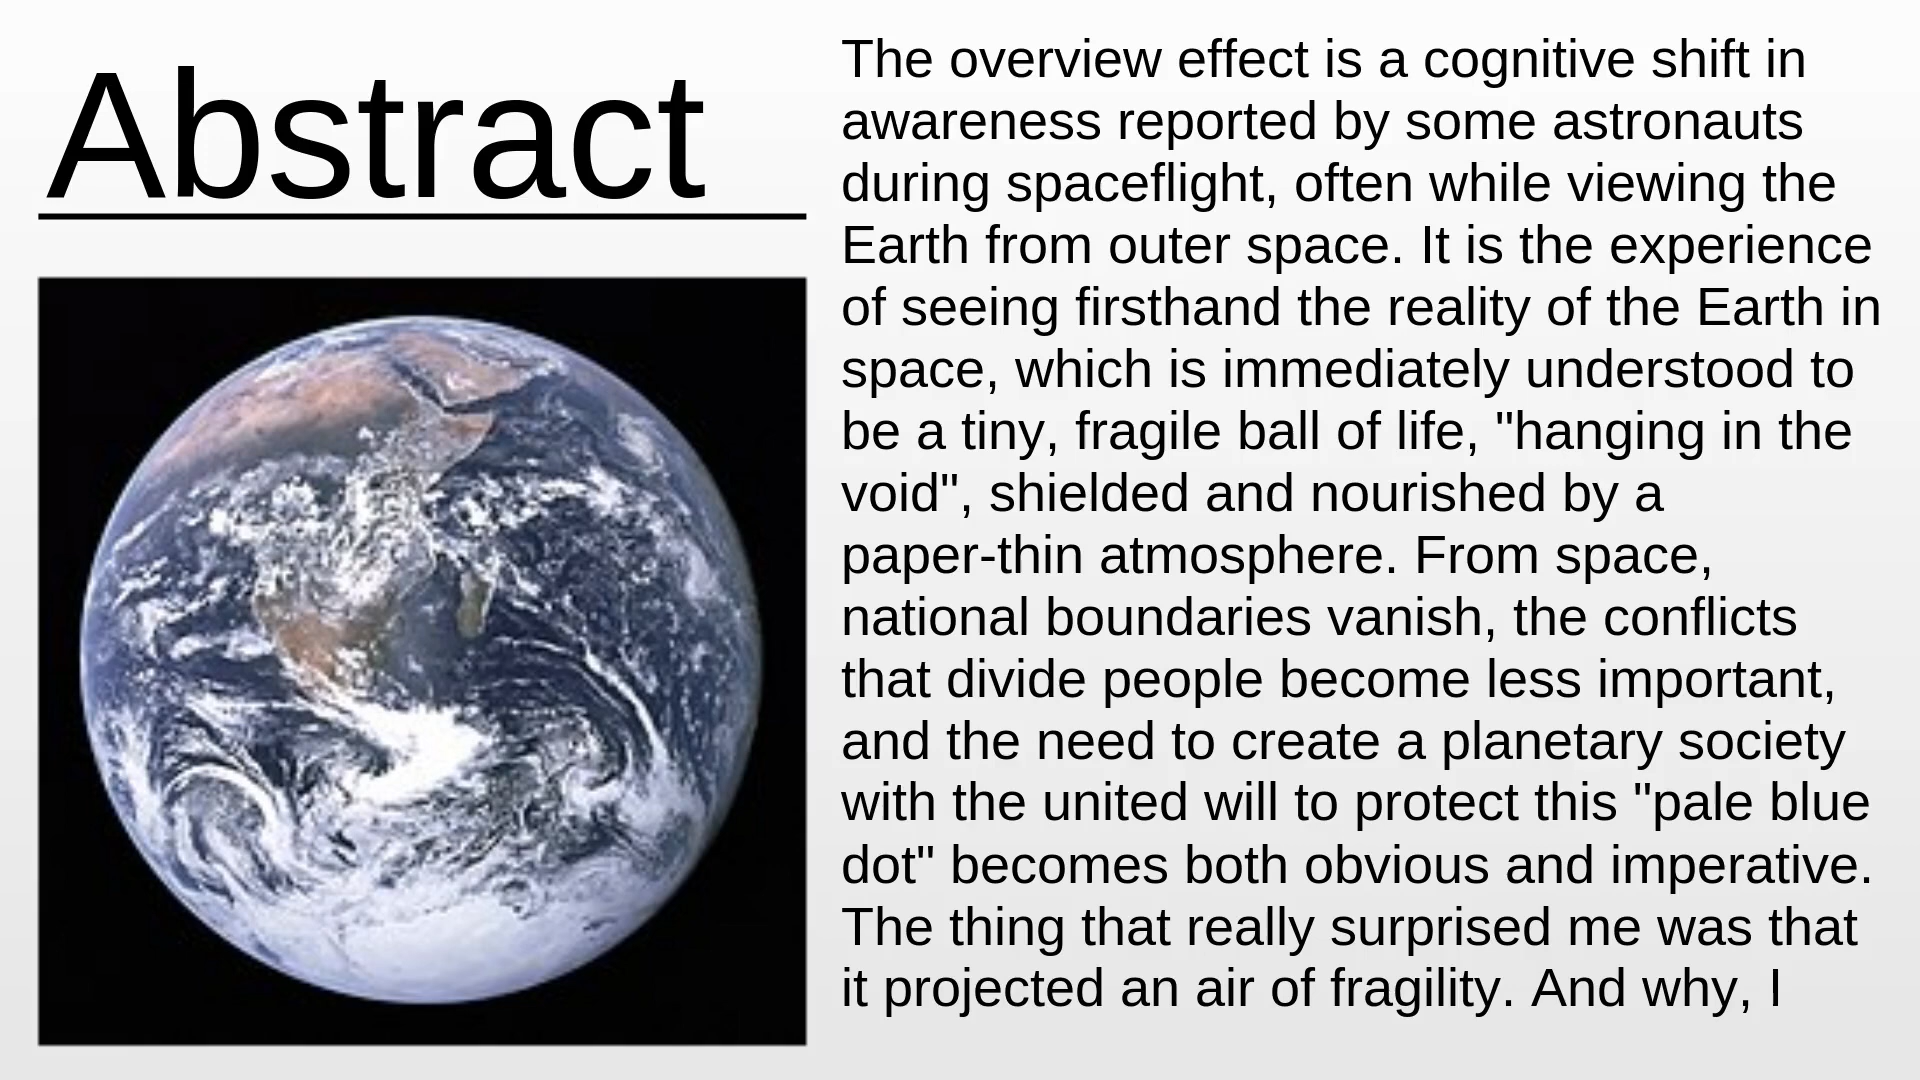 Abstract
The overview effect is a cognitive shift in
awareness reported by some astronauts
during spaceflight, often while viewing the
Earth from outer space. It is the experience
of seeing firsthand the reality of the Earth in
space, which is immediately understood to
be a tiny, fragile ball of life, "hanging in the
void", shielded and nourished by a
paper-thin atmosphere. From space,
national boundaries vanish, the conflicts
that divide people become less important,
and the need to create a planetary society
with the united will to protect this "pale blue
dot" becomes both obvious and imperative.
The thing that really surprised me was that
it projected an air of fragility. And why, I